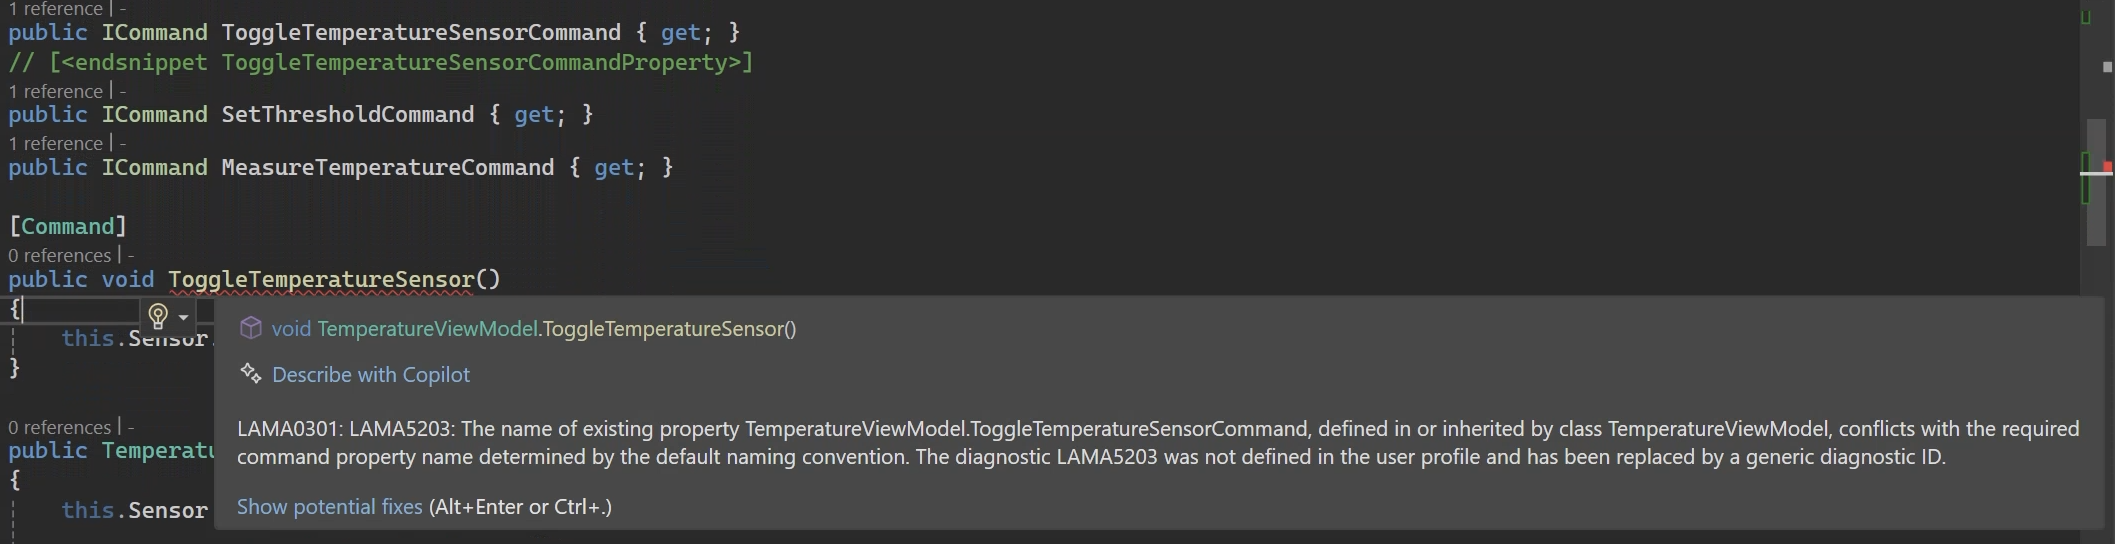 1 reference | -
public ICommand ToggleTemperatureSensorCommand { get; }
// [<endsnippet ToggleTemperatureSensorCommandProperty>]
1 reference | -
public ICommand SetThresholdCommand { get; }
1 reference | -
public ICommand MeasureTemperatureCommand { get; }
[Command]
0 references | -
public void ToggleTemperatureSensor()
{
void TemperatureViewModel.ToggleTemperatureSensor()
this.Sensor.
}
Describe with Copilot
LAMA0301: LAMA5203: The name of existing property TemperatureViewModel.ToggleTemperatureSensorCommand, defined in or inherited by class TemperatureViewModel, conflicts with the required
command property name determined by the default naming convention. The diagnostic LAMA5203 was not defined in the user profile and has been replaced by a generic diagnostic ID.
Show potential fixes (Alt+Enter or Ctrl+.)
0 references | -
public Temperatu
{
this.Sensor